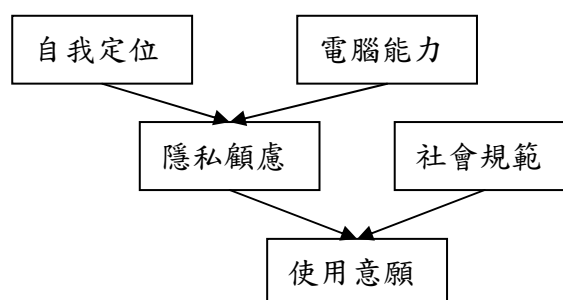 自我定位
電腦能力
隱私顧慮
社會規範
使用意願